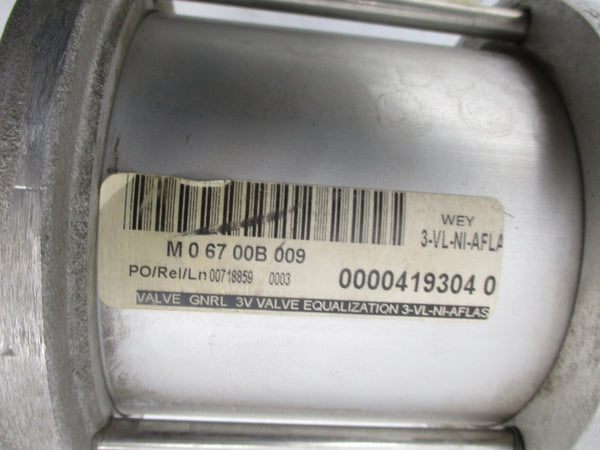 WEY
3-VL-NI-AFLA
M 0 67 00B 009
PO/Rel/Ln 00718859 0003
0000419304 0
VALVE GNRL 3V VALVE EQUALIZATION 3-VL-NI-AFLAS